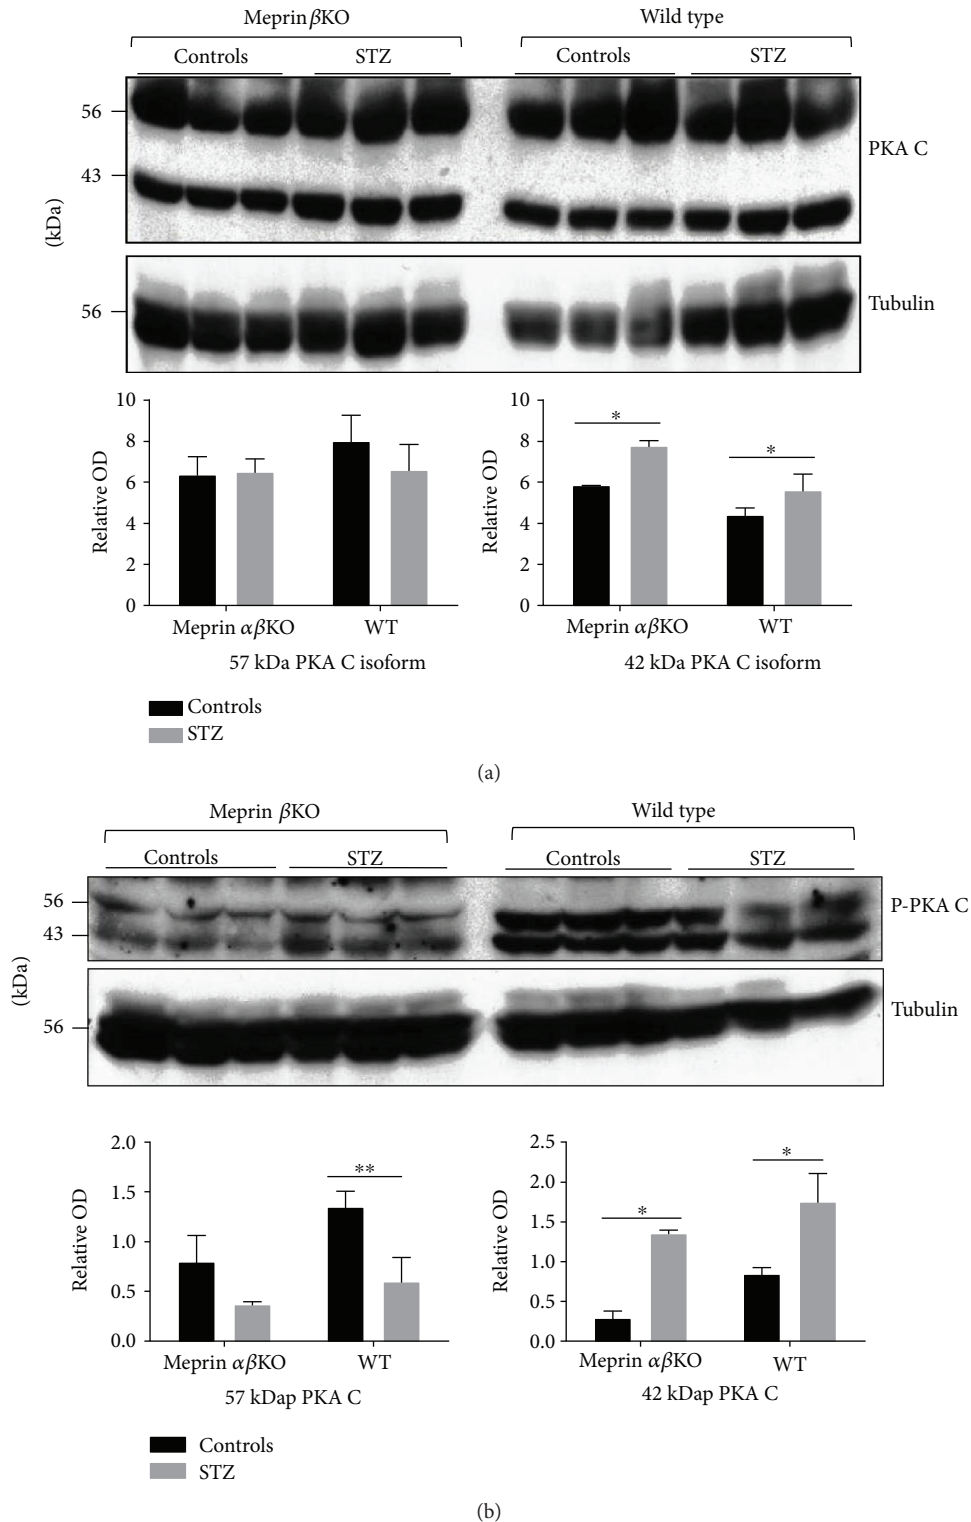 Meprin βKO Wild type
Controls STZ Controls STZ
56
PKA C
43
(kDa)
56
Tubulin
10 8 6 4 2 0
Relative OD
Meprin αβKO WT
57 kDa PKA C isoform
10 8 6 4 2 0
Relative OD
* *
Meprin αβKO WT
42 kDa PKA C isoform
Controls
STZ
(a)
Meprin βKO Wild type
Controls STZ Controls STZ
56
P-PKA C
43
(kDa)
56
Tubulin
2.0 1.5 1.0 0.5 0.0
Relative OD
**
Meprin αβKO WT
57 kDap PKA C
2.5 2.0 1.5 1.0 0.5 0.0
Relative OD
* *
Meprin αβKO WT
42 kDap PKA C
Controls
STZ
(b)